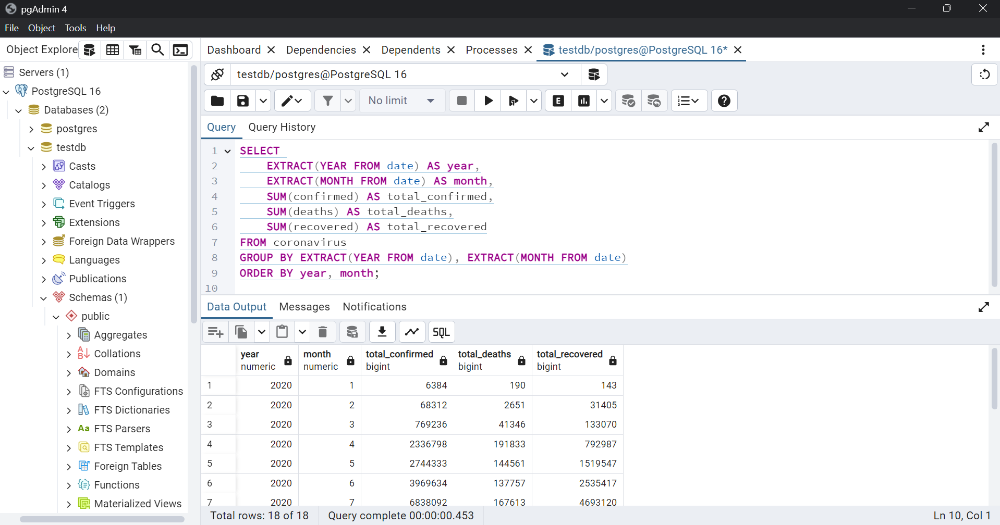 pgAdmin 4
File Object Tools Help
Object Explore
Dashboard Dependencies Dependents Processes testdb/postgres@PostgreSQL 16*
Servers (1)
PostgreSQL 16
Databases (2)
postgres
testdb
Casts
Catalogs
Event Triggers
Extensions
Foreign Data Wrappers
Languages
Publications
Schemas (1)
public
Aggregates
Collations
Domains
FTS Configurations
FTS Dictionaries
Aa FTS Parsers
FTS Templates
Foreign Tables
Functions
Materialized Views
testdb/postgres@PostgreSQL 16
No limit E
Query Query History
1 SELECT
2 EXTRACT(YEAR FROM date) AS year,
3 EXTRACT(MONTH FROM date) AS month,
4 SUM(confirmed) AS total_confirmed,
5 SUM(deaths) AS total_deaths,
6 SUM(recovered) AS total_recovered
7 FROM coronavirus
8 GROUP BY EXTRACT(YEAR FROM date), EXTRACT(MONTH FROM date)
9 ORDER BY year, month;
10
Data Output Messages Notifications
SQL
year month total_confirmed total_deaths total_recovered
numeric numeric bigint bigint bigint
1 2020 1 6384 190 143
2 2020 2 68312 2651 31405
3 2020 3 769236 41346 133070
4 2020 4 2336798 191833 792987
5 2020 5 2744333 144561 1519547
6 2020 6 3969634 137757 2535417
7 2020 7 6838092 167613 4693120
Total rows: 18 of 18 Query complete 00:00:00.453 Ln 10, Col 1